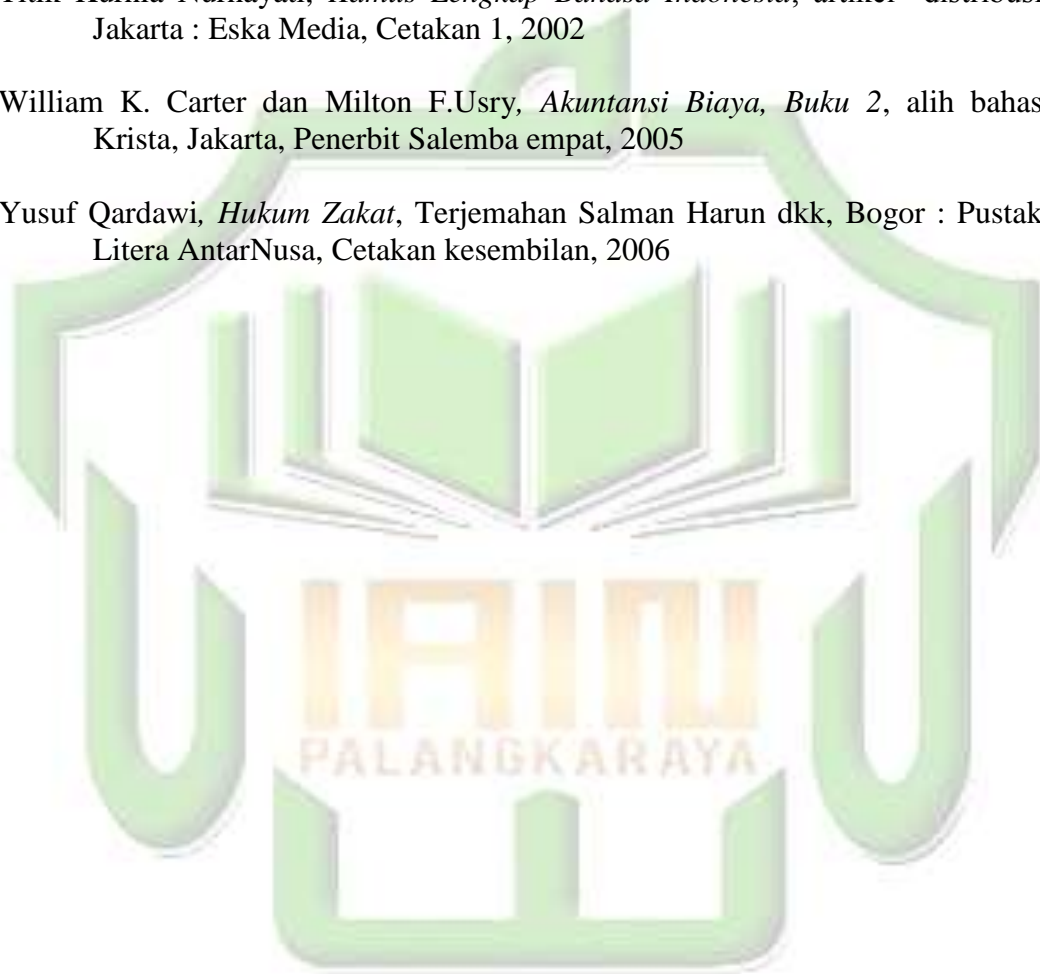 Jakarta : Eska Media, Cetakan 1, 2002
William K. Carter dan Milton F.Usry, Akuntansi Biaya, Buku 2, alih bahas
Krista, Jakarta, Penerbit Salemba empat, 2005
Yusuf Qardawi, Hukum Zakat, Terjemahan Salman Harun dkk, Bogor : Pustak
Litera AntarNusa, Cetakan kesembilan, 2006
IAIN
PALANGKARAYA